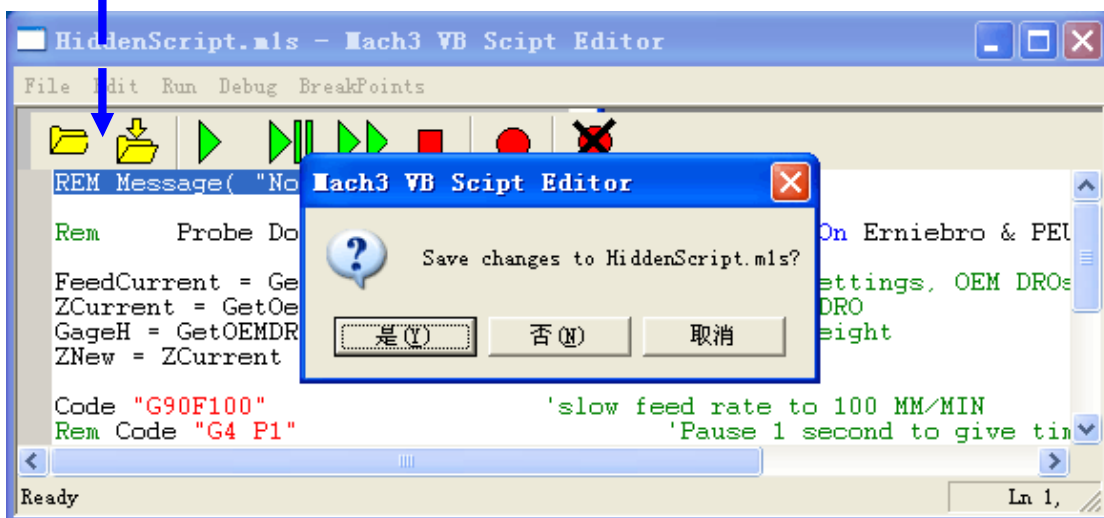 HiddenScript.m1s - Mach3 VB Scipt Editor
File Edit Run Debug BreakPoints
REM Message( "No
Mach3 VB Scipt Editor
Rem Probe Do
On Erniebro & PEU
Save changes to HiddenScript.m1s?
FeedCurrent = Ge
ettings, OEM DROs
ZCurrent = GetOe
DRO
GageH = GetOEMDR
eight
是(Y) 否(N) 取消
ZNew = ZCurrent
Code "G90F100" 'slow feed rate to 100 MM/MIN
Rem Code "G4 P1" 'Pause 1 second to give tim
Ready Ln 1,